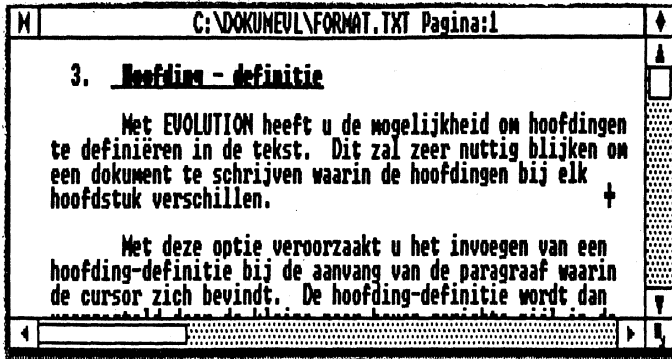 C:\DOKUMEVL\FORMAT.TXT Pagina:1
3. Hoofding - definitie
Met EVOLUTION heeft u de mogelijkheid om hoofdingen
te definiëren in de tekst. Dit zal zeer nuttig blijken om
een dokument te schrijven waarin de hoofdingen bij elk
hoofdstuk verschillen.
Met deze optie veroorzaakt u het invoegen van een
hoofding-definitie bij de aanvang van de paragraaf waarin
de cursor zich bevindt. De hoofding-definitie wordt dan